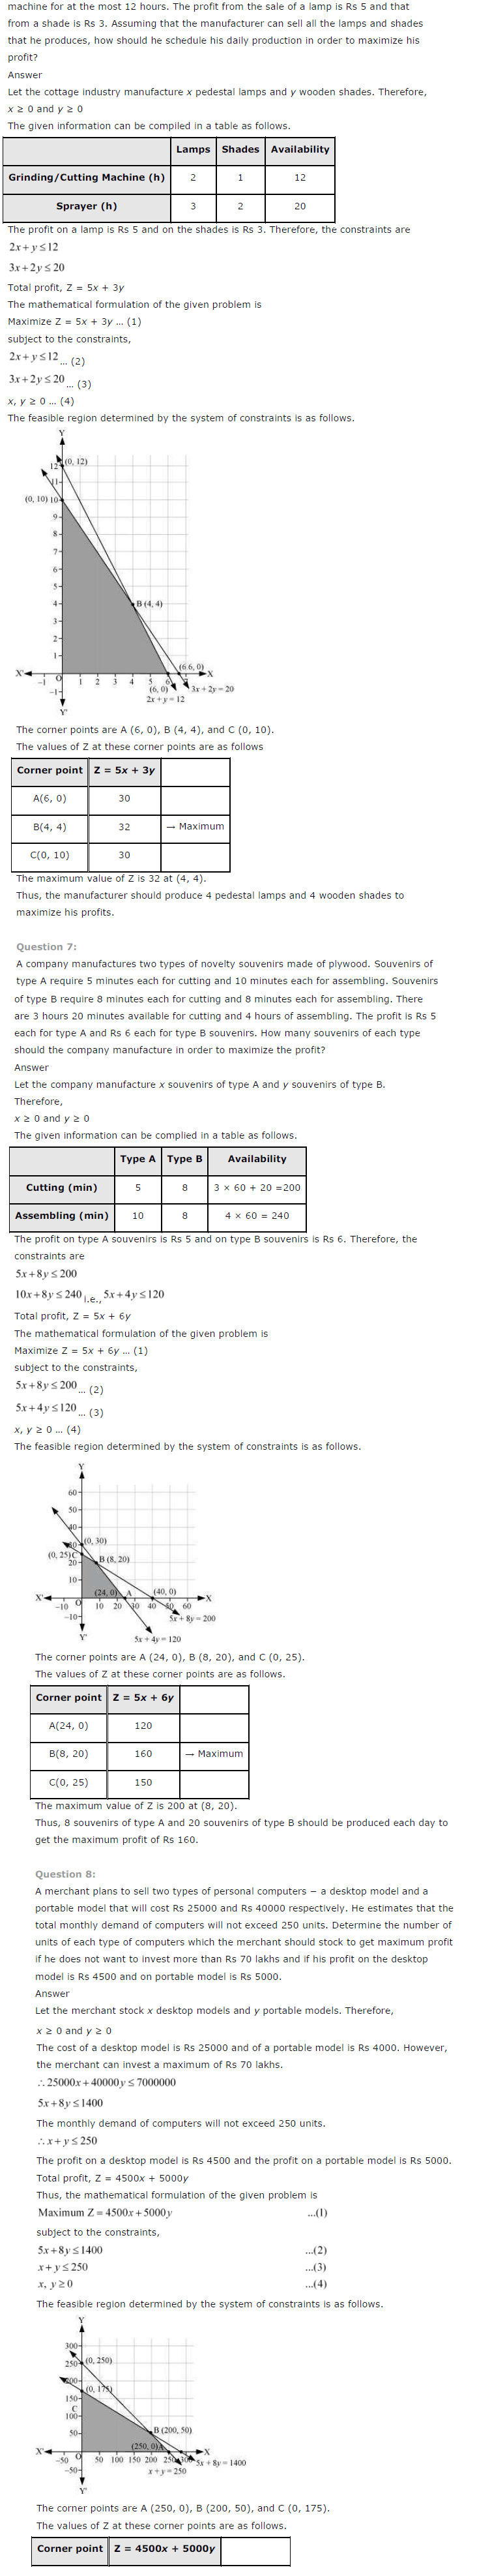 machine for at the most 12 hours. The profit from the sale of a lamp is Rs 5 and that
from a shade is Rs 3. Assuming that the manufacturer can sell all the lamps and shades
that he produces, how should he schedule his daily production in order to maximize his
profit?
Answer
Let the cottage industry manufacture x pedestal lamps and y wooden shades. Therefore,
x ≥ 0 and y ≥ 0
The given information can be compiled in a table as follows.
Lamps Shades Availability
Grinding/Cutting Machine (h) 2 1 12
Sprayer (h) 3 2 20
The profit on a lamp is Rs 5 and on the shades is Rs 3. Therefore, the constraints are
2x + y ≤ 12
3x + 2y ≤ 20
Total profit, Z = 5x + 3y
The mathematical formulation of the given problem is
Maximize Z = 5x + 3y … (1)
subject to the constraints,
2x + y ≤ 12 … (2)
3x + 2y ≤ 20 … (3)
x, y ≥ 0 … (4)
The feasible region determined by the system of constraints is as follows.
Y
12 (0, 12)
11
(0, 10) 10
9
8
7
6
5
4 B (4, 4)
3
2
1 (6.6, 0)
X' O X
−1 1 2 3 4 5 6 7
−1 (6, 0) 3x + 2y = 20
2x + y = 12
Y'
The corner points are A (6, 0), B (4, 4), and C (0, 10).
The values of Z at these corner points are as follows
Corner point Z = 5x + 3y
A(6, 0) 30
B(4, 4) 32 → Maximum
C(0, 10) 30
The maximum value of Z is 32 at (4, 4).
Thus, the manufacturer should produce 4 pedestal lamps and 4 wooden shades to
maximize his profits.
Question 7:
A company manufactures two types of novelty souvenirs made of plywood. Souvenirs of
type A require 5 minutes each for cutting and 10 minutes each for assembling. Souvenirs
of type B require 8 minutes each for cutting and 8 minutes each for assembling. There
are 3 hours 20 minutes available for cutting and 4 hours of assembling. The profit is Rs 5
each for type A and Rs 6 each for type B souvenirs. How many souvenirs of each type
should the company manufacture in order to maximize the profit?
Answer
Let the company manufacture x souvenirs of type A and y souvenirs of type B.
Therefore,
x ≥ 0 and y ≥ 0
The given information can be complied in a table as follows.
Type A Type B Availability
Cutting (min) 5 8 3 × 60 + 20 =200
Assembling (min) 10 8 4 × 60 = 240
The profit on type A souvenirs is Rs 5 and on type B souvenirs is Rs 6. Therefore, the
constraints are
5x + 8y ≤ 200
10x + 8y ≤ 240 i.e., 5x + 4y ≤ 120
Total profit, Z = 5x + 6y
The mathematical formulation of the given problem is
Maximize Z = 5x + 6y … (1)
subject to the constraints,
5x + 8y ≤ 200 … (2)
5x + 4y ≤ 120 … (3)
x, y ≥ 0 … (4)
The feasible region determined by the system of constraints is as follows.
Y
60
50
40
30 (0, 30)
(0, 25) C B (8, 20)
20
10
(24, 0) A (40, 0)
X' O X
−10 10 20 30 40 50 60
−10 5x + 8y = 200
Y' 5x + 4y = 120
The corner points are A (24, 0), B (8, 20), and C (0, 25).
The values of Z at these corner points are as follows.
Corner point Z = 5x + 6y
A(24, 0) 120
B(8, 20) 160 → Maximum
C(0, 25) 150
The maximum value of Z is 200 at (8, 20).
Thus, 8 souvenirs of type A and 20 souvenirs of type B should be produced each day to
get the maximum profit of Rs 160.
Question 8:
A merchant plans to sell two types of personal computers − a desktop model and a
portable model that will cost Rs 25000 and Rs 40000 respectively. He estimates that the
total monthly demand of computers will not exceed 250 units. Determine the number of
units of each type of computers which the merchant should stock to get maximum profit
if he does not want to invest more than Rs 70 lakhs and if his profit on the desktop
model is Rs 4500 and on portable model is Rs 5000.
Answer
Let the merchant stock x desktop models and y portable models. Therefore,
x ≥ 0 and y ≥ 0
The cost of a desktop model is Rs 25000 and of a portable model is Rs 4000. However,
the merchant can invest a maximum of Rs 70 lakhs.
∴ 25000x + 40000y ≤ 7000000
5x + 8y ≤ 1400
The monthly demand of computers will not exceed 250 units.
∴ x + y ≤ 250
The profit on a desktop model is Rs 4500 and the profit on a portable model is Rs 5000.
Total profit, Z = 4500x + 5000y
Thus, the mathematical formulation of the given problem is
Maximum Z = 4500x + 5000y ...(1)
subject to the constraints,
5x + 8y ≤ 1400 ...(2)
x + y ≤ 250 ...(3)
x, y ≥ 0 ...(4)
The feasible region determined by the system of constraints is as follows.
Y
300
250 (0, 250)
200
(0, 175)
150
C
100
50 B (200, 50)
(250, 0) A
X' O X
−50 50 100 150 200 250 300 5x + 8y = 1400
−50 x + y = 250
Y'
The corner points are A (250, 0), B (200, 50), and C (0, 175).
The values of Z at these corner points are as follows.
Corner point Z = 4500x + 5000y